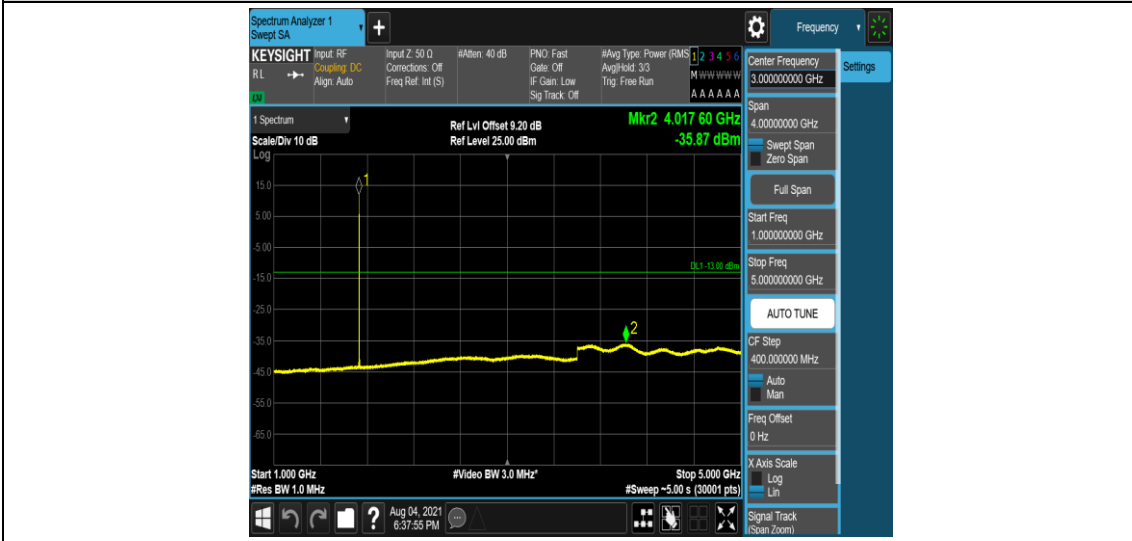 Spectrum Analyzer 1
Swept SA
+
Frequency
KEYSIGHT
RL
Input: RF
Coupling: DC
Align: Auto
Input Z: 50 Ω
Corrections: Off
Freq Ref: Int (S)
#Atten: 40 dB
PNO: Fast
Gate: Off
IF Gain: Low
Sig Track: Off
#Avg Type: Power (RMS
Avg|Hold: 3/3
Trig: Free Run
1 2 3 4 5 6
M W W W W W
A A A A A A
1 Spectrum
Scale/Div 10 dB
Log
Ref Lvl Offset 9.20 dB
Ref Level 25.00 dBm
Mkr2 4.017 60 GHz
-35.87 dBm
15.0
5.00
-5.00
-15.0
-25.0
-35.0
-45.0
-55.0
-65.0
1
DL1 -13.00 dBm
2
Start 1.000 GHz
#Res BW 1.0 MHz
#Video BW 3.0 MHz*
Stop 5.000 GHz
#Sweep ~5.00 s (30001 pts)
?
Aug 04, 2021
6:37:55 PM
Center Frequency
3.000000000 GHz
Settings
Span
4.00000000 GHz
Swept Span
Zero Span
Full Span
Start Freq
1.000000000 GHz
Stop Freq
5.000000000 GHz
AUTO TUNE
CF Step
400.000000 MHz
Auto
Man
Freq Offset
0 Hz
X Axis Scale
Log
Lin
Signal Track
(Span Zoom)